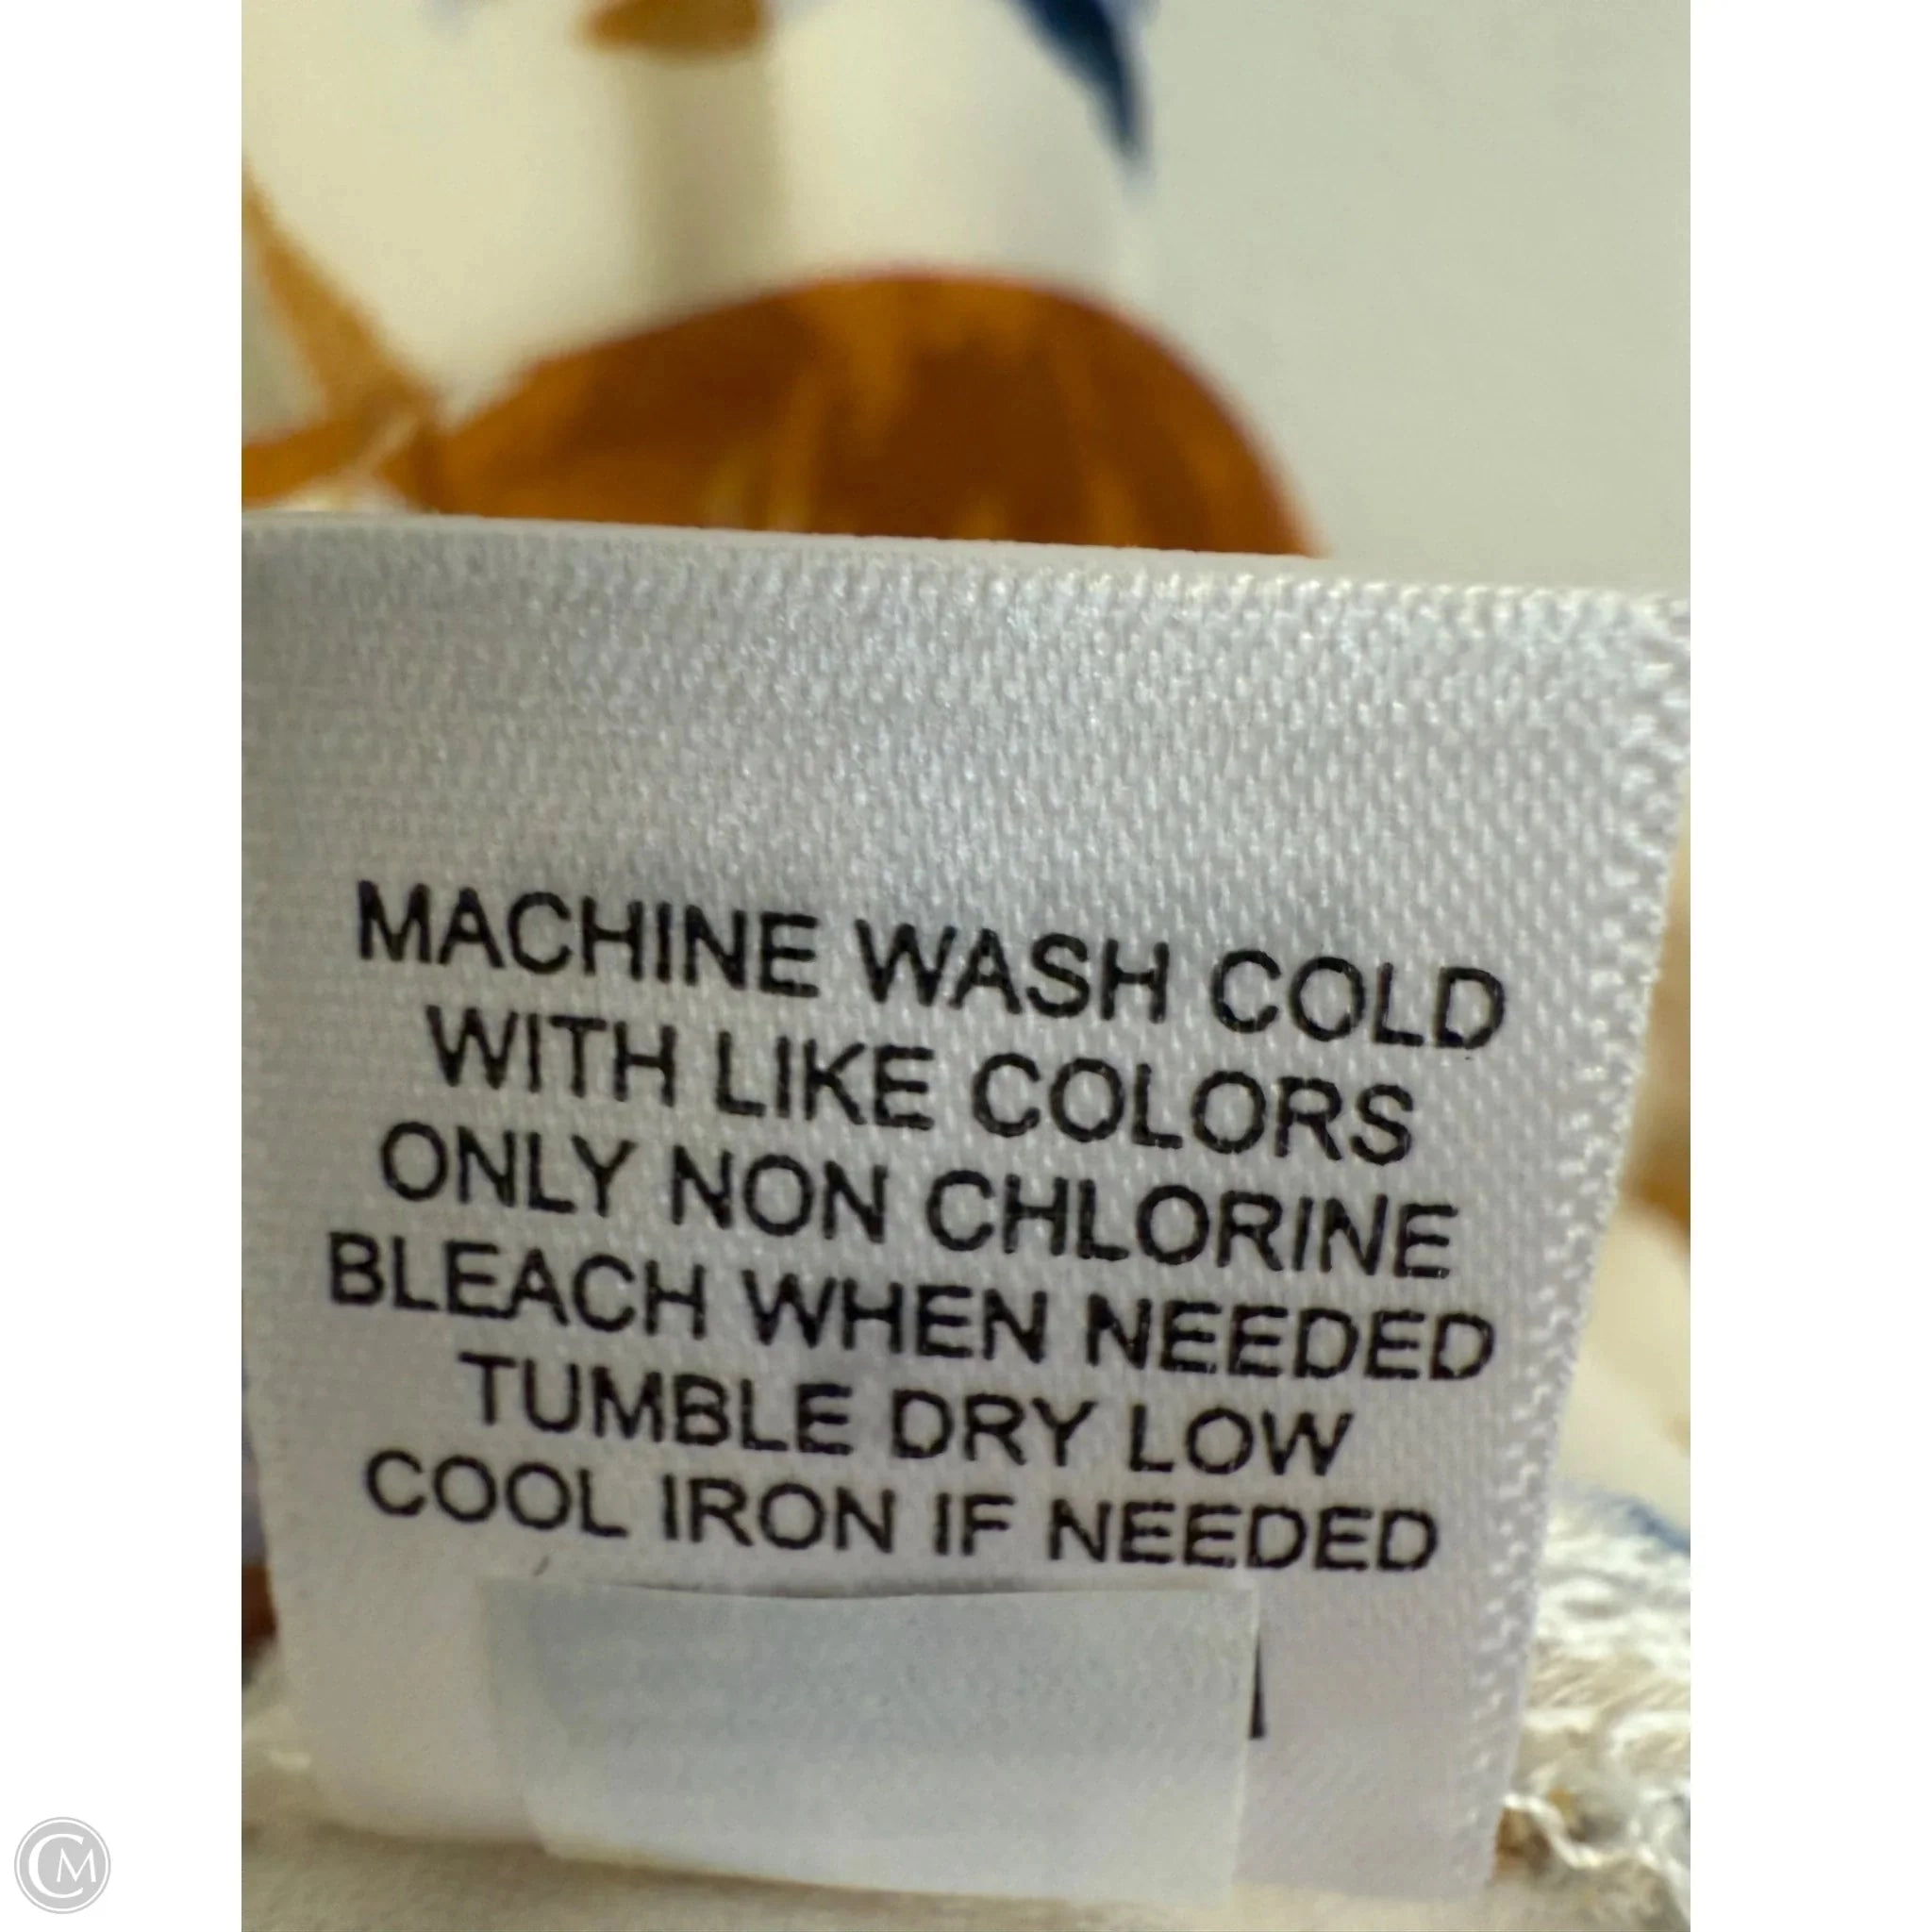 MACHINE WASH COLD
WITH LIKE COLORS
ONLY NON CHLORINE
BLEACH WHEN NEEDED
TUMBLE DRY LOW
COOL IRON IF NEEDED
CM